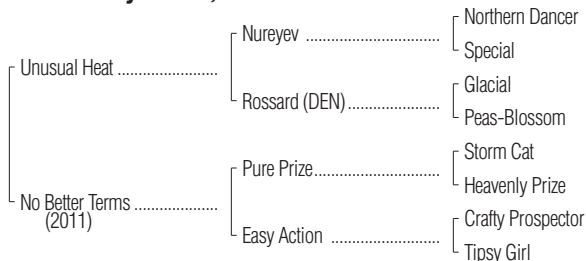 Northern Dancer
Nureyev
Special
Unusual Heat
Glacial
Rossard (DEN)
Peas-Blossom
Storm Cat
Pure Prize
Heavenly Prize
No Better Terms
(2011)
Crafty Prospector
Easy Action
Tipsy Girl